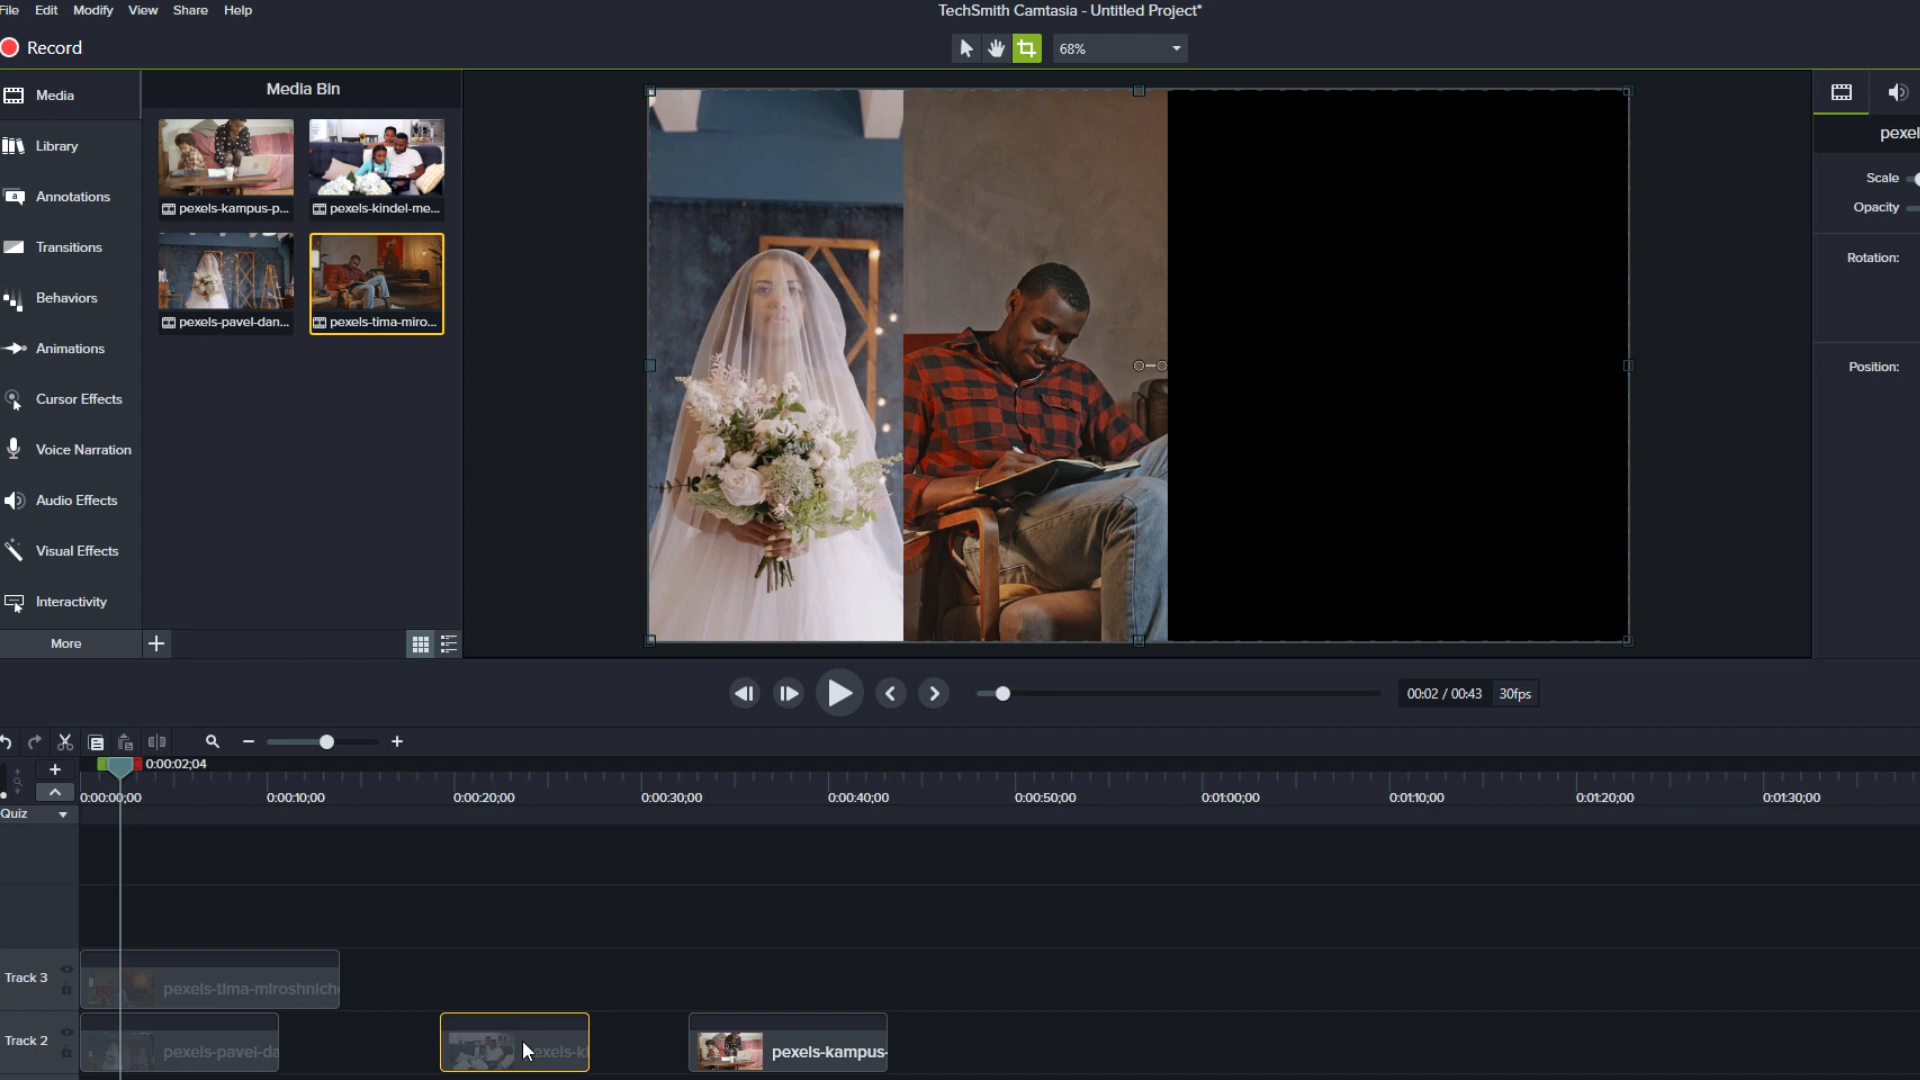 File Edit Modify View Share Help
TechSmith Camtasia - Untitled Project*
Record
68%
Media
Media Bin
Library
Annotations
Transitions
Behaviors
Animations
Cursor Effects
Voice Narration
Audio Effects
Visual Effects
Interactivity
More
pexels-kampus-p... pexels-kindel-me...
pexels-pavel-dan... pexels-tima-miro...
pexel
Scale
Opacity
Rotation:
Position:
00:02 / 00:43 30fps
0:00:02;04
0:00:00;00 0:00:10;00 0:00:20;00 0:00:30;00 0:00:40;00 0:00:50;00 0:01:00;00 0:01:10;00 0:01:20;00 0:01:30;00
Quiz
Track 3 pexels-tima-miroshnich
Track 2 pexels-pavel-da exels-ki pexels-kampus-